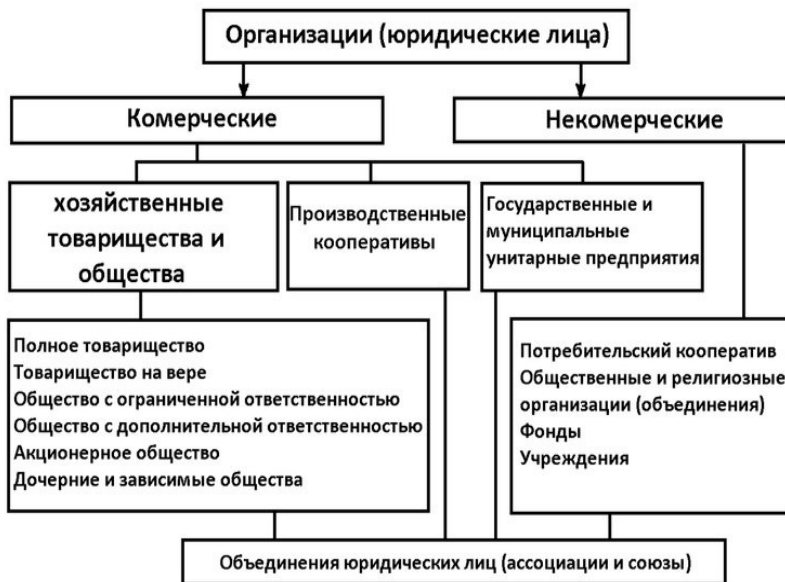 Организации (юридические лица)
Комерческие
Некомерческие
хозяйственные
товарищества и
общества
Производственные
кооперативы
Государственные и
муниципальные
унитарные предприятия
Полное товарищество
Товарищество на вере
Общество с ограниченной ответственностью
Общество с дополнительной ответственностью
Акционерное общество
Дочерние и зависимые общества
Потребительский кооператив
Общественные и религиозные
организации (объединения)
Фонды
Учреждения
Объединения юридических лиц (ассоциации и союзы)